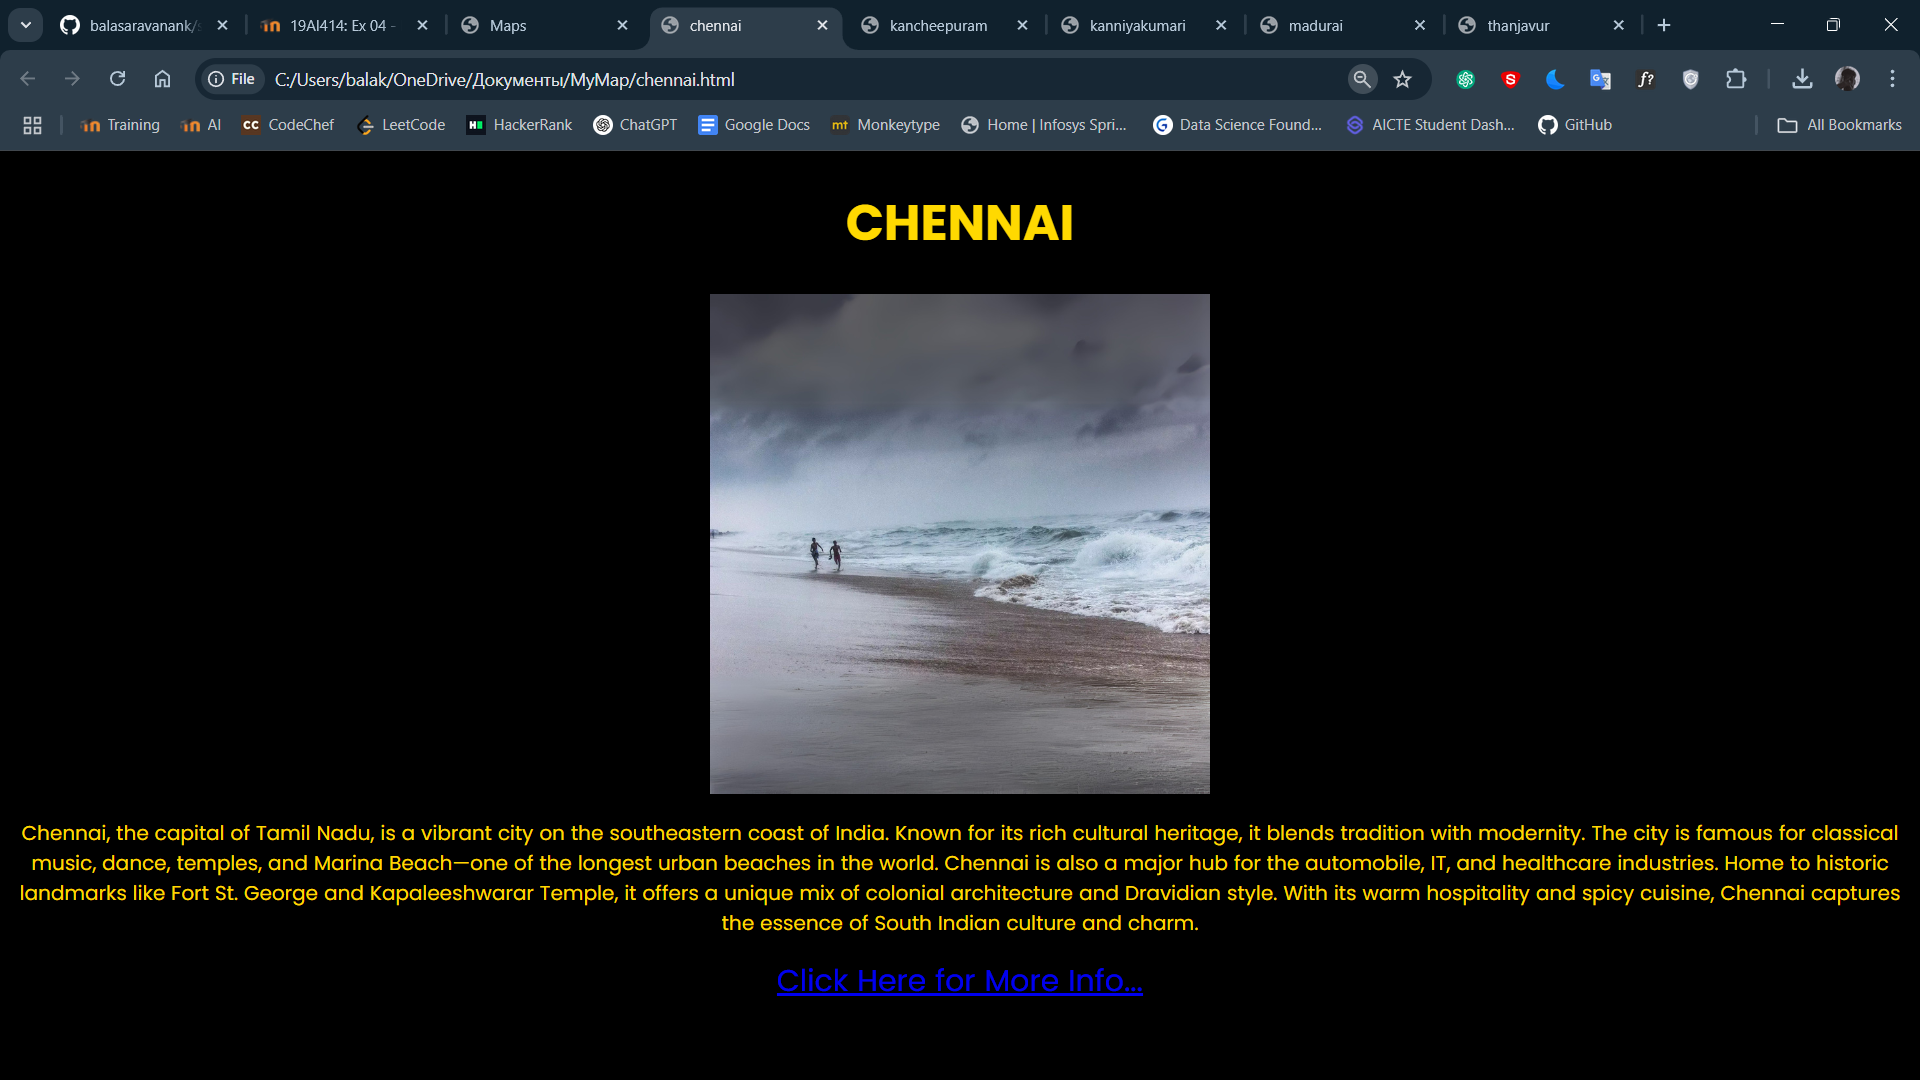 balasaravanank/s
19AI414: Ex 04 -
Maps
chennai
kancheepuram
kanniyakumari
madurai
thanjavur
File
C:/Users/balak/OneDrive/Документы/MyMap/chennai.html
Training
AI
CodeChef
LeetCode
HackerRank
ChatGPT
Google Docs
mt Monkeytype
Home | Infosys Spri...
Data Science Found...
AICTE Student Dash...
GitHub
All Bookmarks
CHENNAI
Chennai, the capital of Tamil Nadu, is a vibrant city on the southeastern coast of India. Known for its rich cultural heritage, it blends tradition with modernity. The city is famous for classical
music, dance, temples, and Marina Beach—one of the longest urban beaches in the world. Chennai is also a major hub for the automobile, IT, and healthcare industries. Home to historic
landmarks like Fort St. George and Kapaleeshwarar Temple, it offers a unique mix of colonial architecture and Dravidian style. With its warm hospitality and spicy cuisine, Chennai captures
the essence of South Indian culture and charm.
Click Here for More Info...